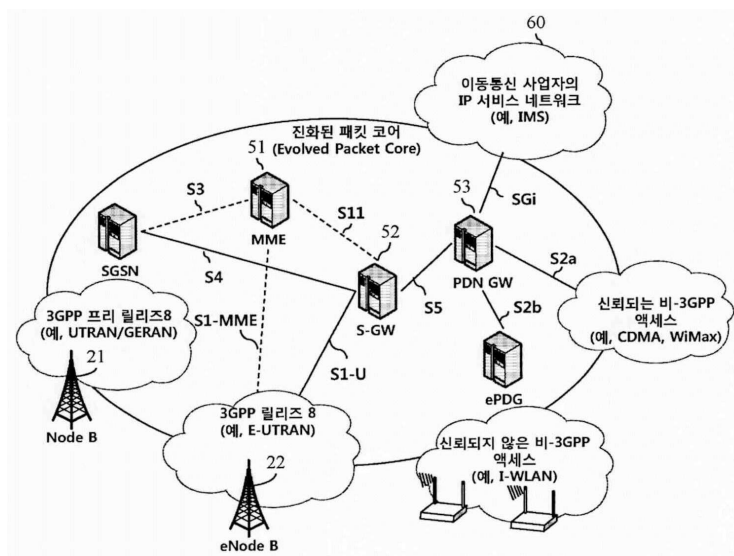 60
이동통신 사업자의
IP 서비스 네트워크
(예, IMS)
진화된 패킷 코어
(Evolved Packet Core)
51
53
SGi
S3
MME
S11
52
SGSN
S4
S-GW
S5
PDN GW
S2a
S2b
3GPP 프리 릴리즈8
(예, UTRAN/GERAN)
21
Node B
S1-MME
S1-U
ePDG
신뢰되는 비-3GPP
액세스
(예, CDMA, WiMax)
3GPP 릴리즈 8
(예, E-UTRAN)
22
eNode B
신뢰되지 않은 비-3GPP
액세스
(예, I-WLAN)